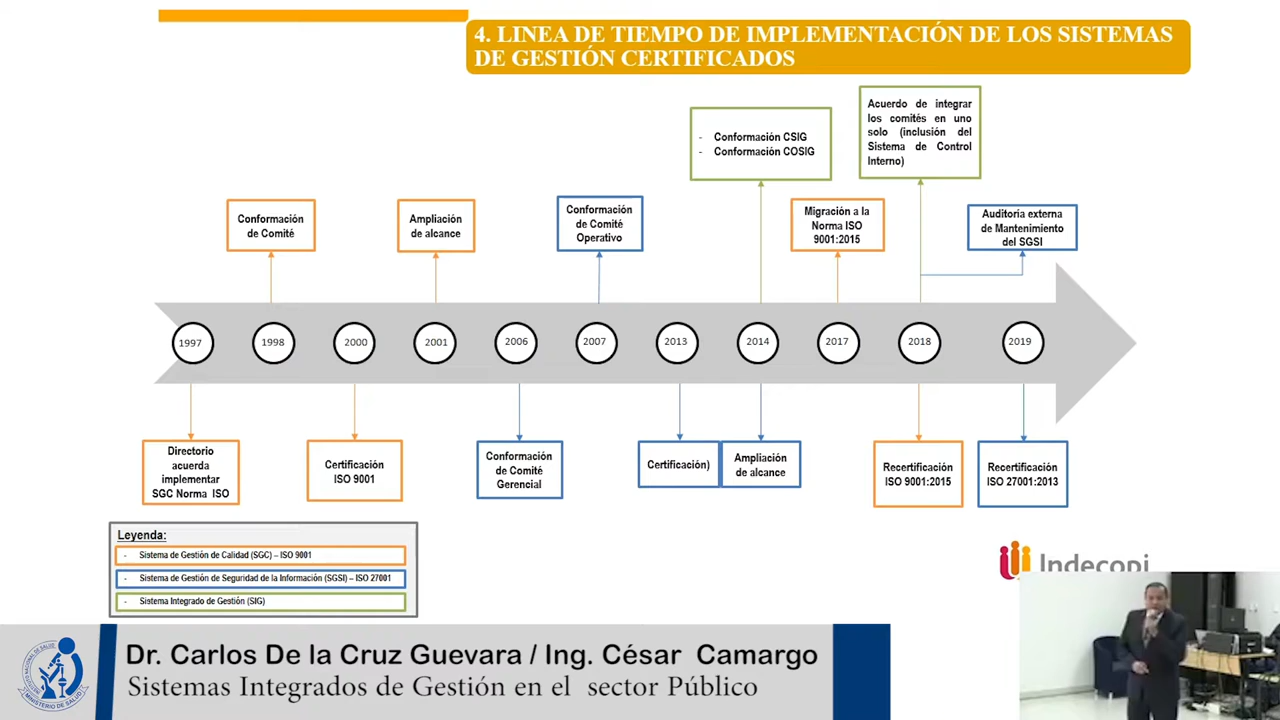 4. LINEA DE TIEMPO DE IMPLEMENTACIÓN DE LOS SISTEMAS
DE GESTIÓN CERTIFICADOS
Conformación
de Comité
Ampliación
de alcance
Conformación
de Comité
Operativo
- Conformación CSIG
- Conformación COSIG
Migración a la
Norma ISO
9001:2015
Acuerdo de integrar
los comités en uno
solo (inclusión del
Sistema de Control
Interno)
Auditoría externa
de Mantenimiento
del SGSI
1997
1998
2000
2001
2006
2007
2013
2014
2017
2018
2019
Directorio
acuerda
implementar
SGC Norma ISO
Certificación
ISO 9001
Conformación
de Comité
Gerencial
Certificación)
Ampliación
de alcance
Recertificación
ISO 9001:2015
Recertificación
ISO 27001:2013
Leyenda:
- Sistema de Gestión de Calidad (SGC) – ISO 9001
- Sistema de Gestión de Seguridad de la Información (SGSI) – ISO 27001
- Sistema Integrado de Gestión (SIG)
Indecopi
Dr. Carlos De la Cruz Guevara / Ing. César Camargo
Sistemas Integrados de Gestión en el sector Público